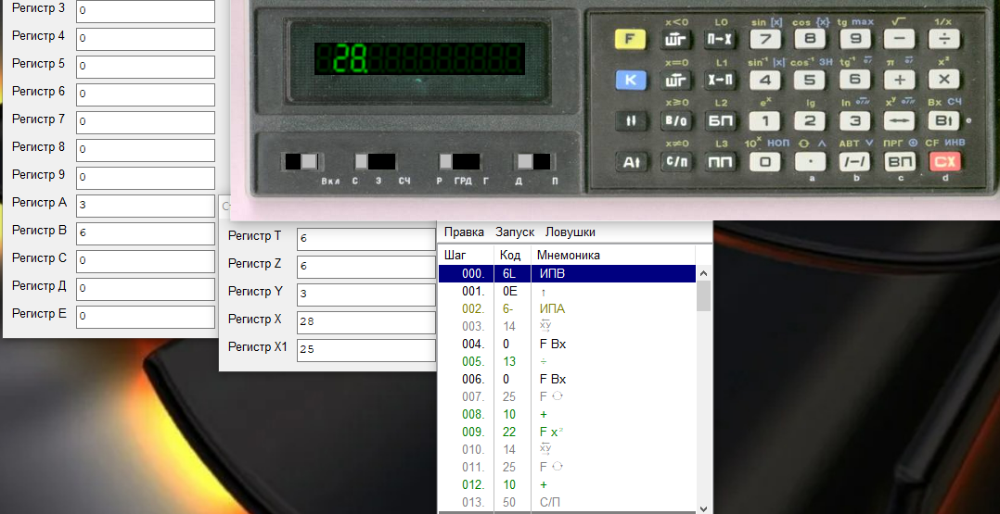 Регистр 3 0
Регистр 4 0
Регистр 5 0
Регистр 6 0
Регистр 7 0
Регистр 8 0
Регистр 9 0
Регистр A 3
Регистр B 6
Регистр C 0
Регистр Д 0
Регистр E 0
Регистр T 6
Регистр Z 6
Регистр Y 3
Регистр X 28
Регистр X1 25
28.
Вкл С З СЧ Р ГРД Г Д П
x<0 L0 sin [x] cos {x} tg max √ 1/x
F ШГ П→X 7 8 9 − ÷
x=0 L1 sin⁻¹ |x| cos⁻¹ ЗН tg⁻¹ π x²
K ШГ X→П 4 5 6 + ×
x≥0 L2 eˣ lg ln xʸ Bx СЧ
В/О БП 1 2 3 ↔ B↑
x≠0 L3 10ˣ НОП ∧ АВТ ∨ ПРГ ⊕ CF ИНВ
А↑ С/П ПП 0 · /−/ ВП CX
a b c d
Правка Запуск Ловушки
Шаг Код Мнемоника
000. 6L ИПВ
001. 0E ↑
002. 6- ИПА
003. 14 xy
004. 0 F Bx
005. 13 ÷
006. 0 F Bx
007. 25 F
008. 10 +
009. 22 F x²
010. 14 xy
011. 25 F
012. 10 +
013. 50 С/П